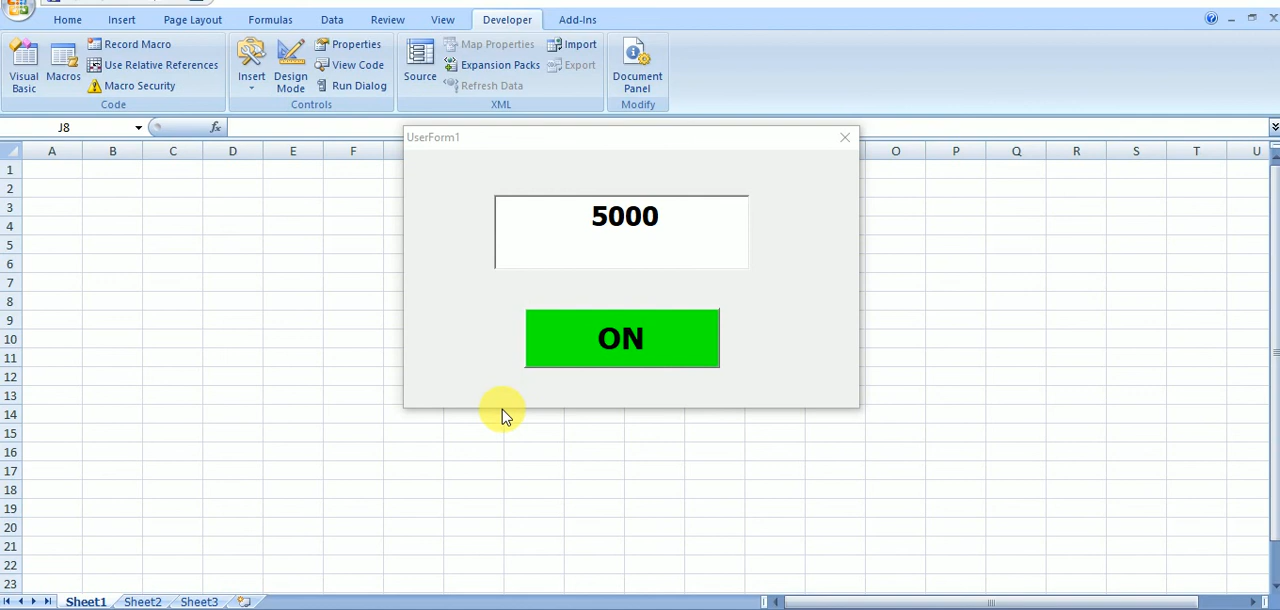 Home Insert Page Layout Formulas Data Review View Developer Add-Ins
Visual Basic
Macros
Record Macro
Use Relative References
Macro Security
Code
Insert
Design Mode
Properties
View Code
Run Dialog
Controls
Source
Map Properties
Expansion Packs
Refresh Data
Import
Export
XML
Document Panel
Modify
J8 fx
UserForm1
A B C D E F O P Q R S T U
5000
ON
1
2
3
4
5
6
7
8
9
10
11
12
13
14
15
16
17
18
19
20
21
22
23
Sheet1 Sheet2 Sheet3